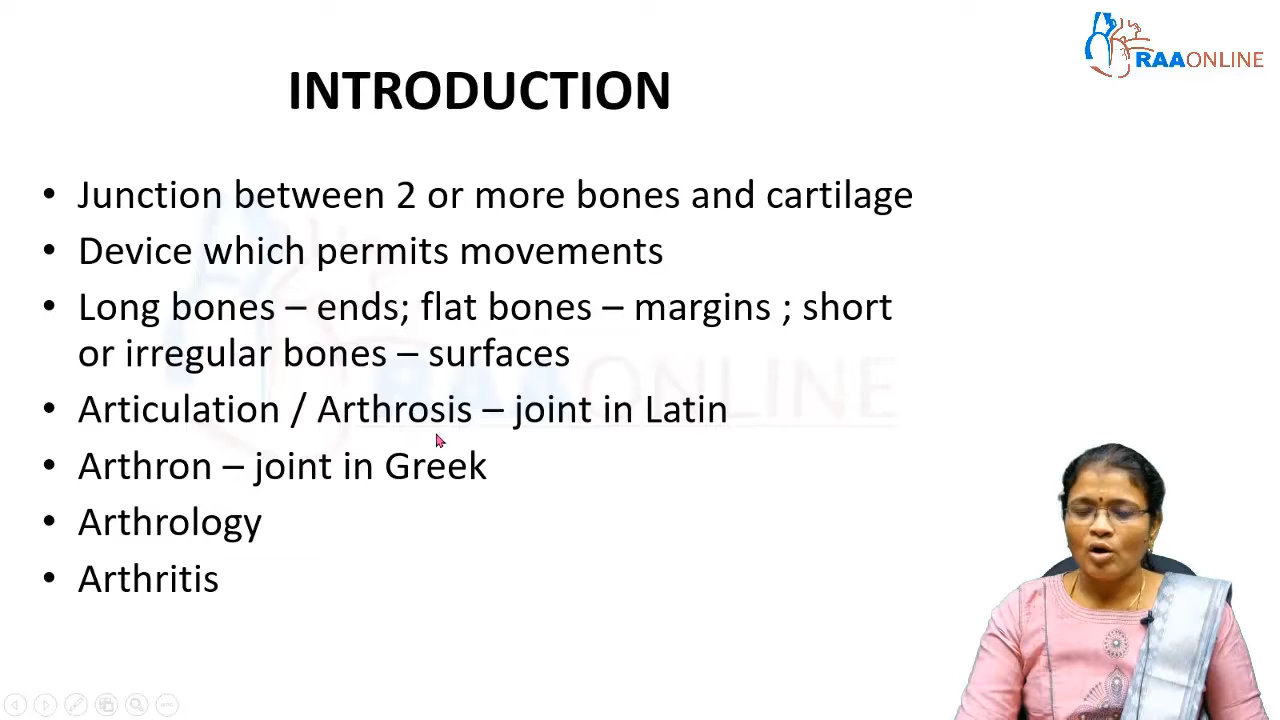 RAAONLINE
INTRODUCTION
• Junction between 2 or more bones and cartilage
• Device which permits movements
• Long bones – ends; flat bones – margins ; short
or irregular bones – surfaces
• Articulation / Arthrosis – joint in Latin
• Arthron – joint in Greek
• Arthrology
• Arthritis
RAAONLINE